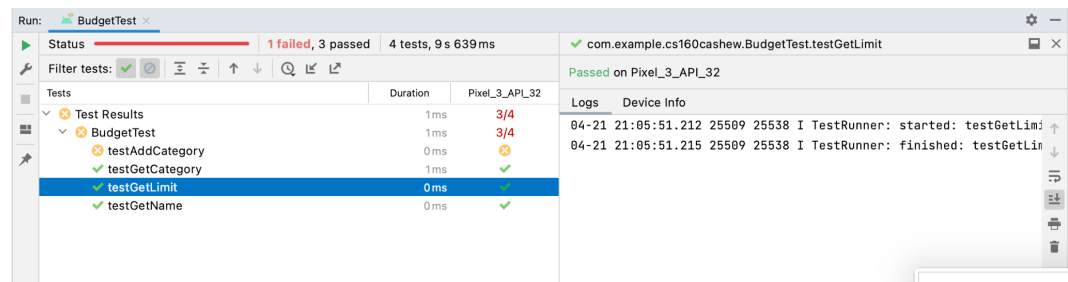 Run: BudgetTest
Status 1 failed, 3 passed 4 tests, 9 s 639 ms
Filter tests:
Tests Duration Pixel_3_API_32
Test Results 1 ms 3/4
BudgetTest 1 ms 3/4
testAddCategory 0 ms
testGetCategory 1 ms
testGetLimit 0 ms
testGetName 0 ms
com.example.cs160cashew.BudgetTest.testGetLimit
Passed on Pixel_3_API_32
Logs Device Info
04-21 21:05:51.212 25509 25538 I TestRunner: started: testGetLimi
04-21 21:05:51.215 25509 25538 I TestRunner: finished: testGetLim